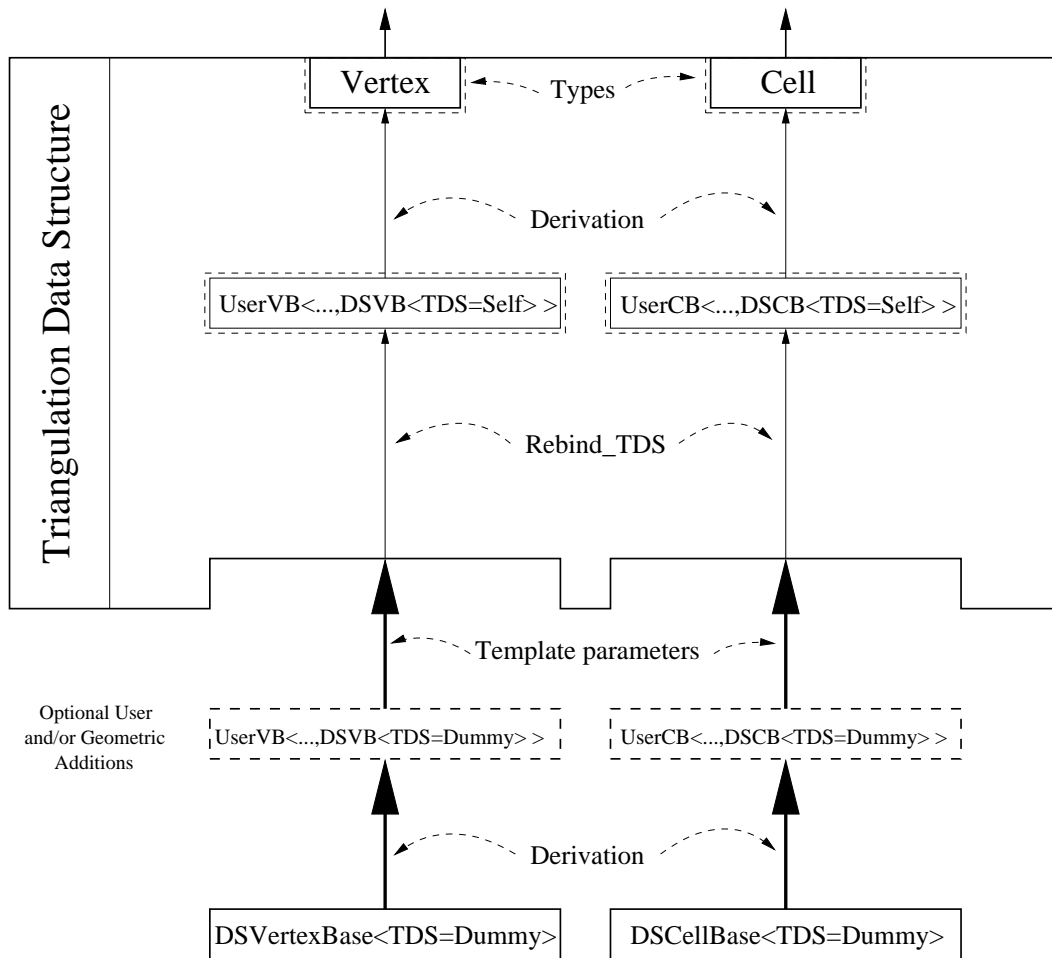 Vertex
Types
Cell
Triangulation Data Structure
Derivation
UserVB<...,DSVB<TDS=Self> >
UserCB<...,DSCB<TDS=Self> >
Rebind_TDS
Template parameters
Optional User
and/or Geometric
Additions
UserVB<...,DSVB<TDS=Dummy> >
UserCB<...,DSCB<TDS=Dummy> >
Derivation
DSVertexBase<TDS=Dummy>
DSCellBase<TDS=Dummy>